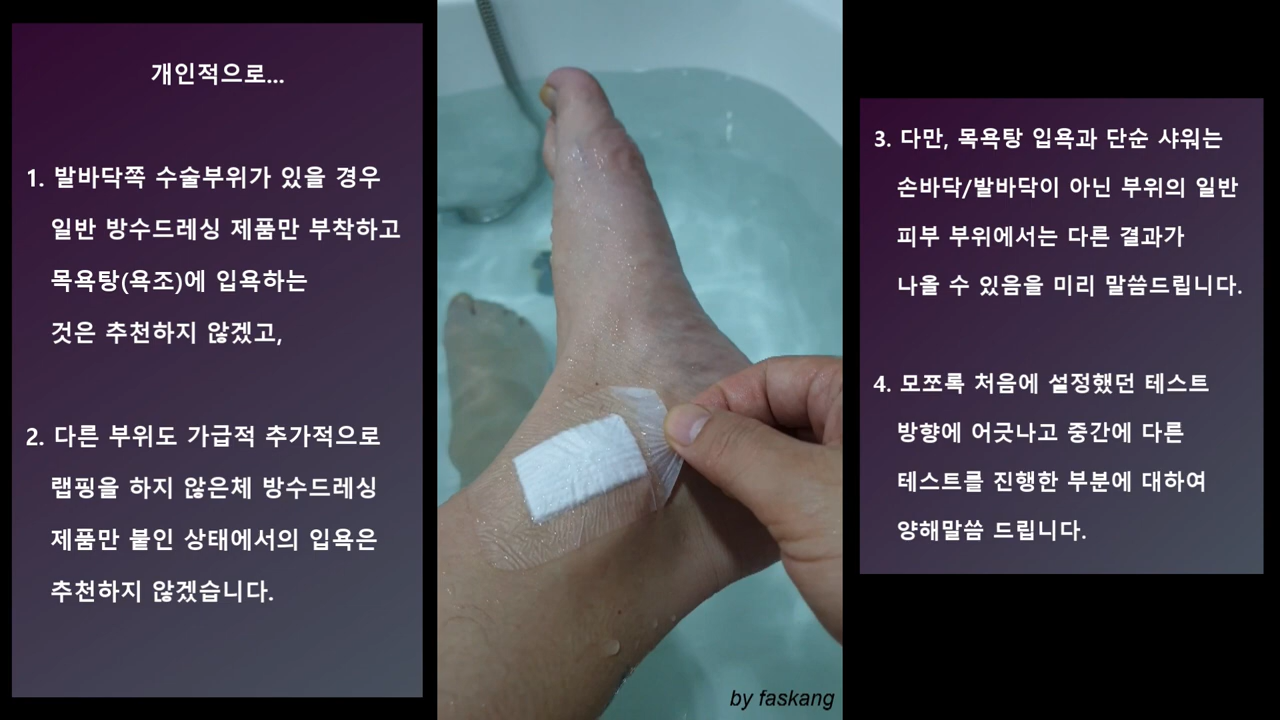 개인적으로...
1. 발바닥쪽 수술부위가 있을 경우
일반 방수드레싱 제품만 부착하고
목욕탕(욕조)에 입욕하는
것은 추천하지 않겠고,
2. 다른 부위도 가급적 추가적으로
랩핑을 하지 않은체 방수드레싱
제품만 붙인 상태에서의 입욕은
추천하지 않겠습니다.
3. 다만, 목욕탕 입욕과 단순 샤워는
손바닥/발바닥이 아닌 부위의 일반
피부 부위에서는 다른 결과가
나올 수 있음을 미리 말씀드립니다.
4. 모쪼록 처음에 설정했던 테스트
방향에 어긋나고 중간에 다른
테스트를 진행한 부분에 대하여
양해말씀 드립니다.
by faskang